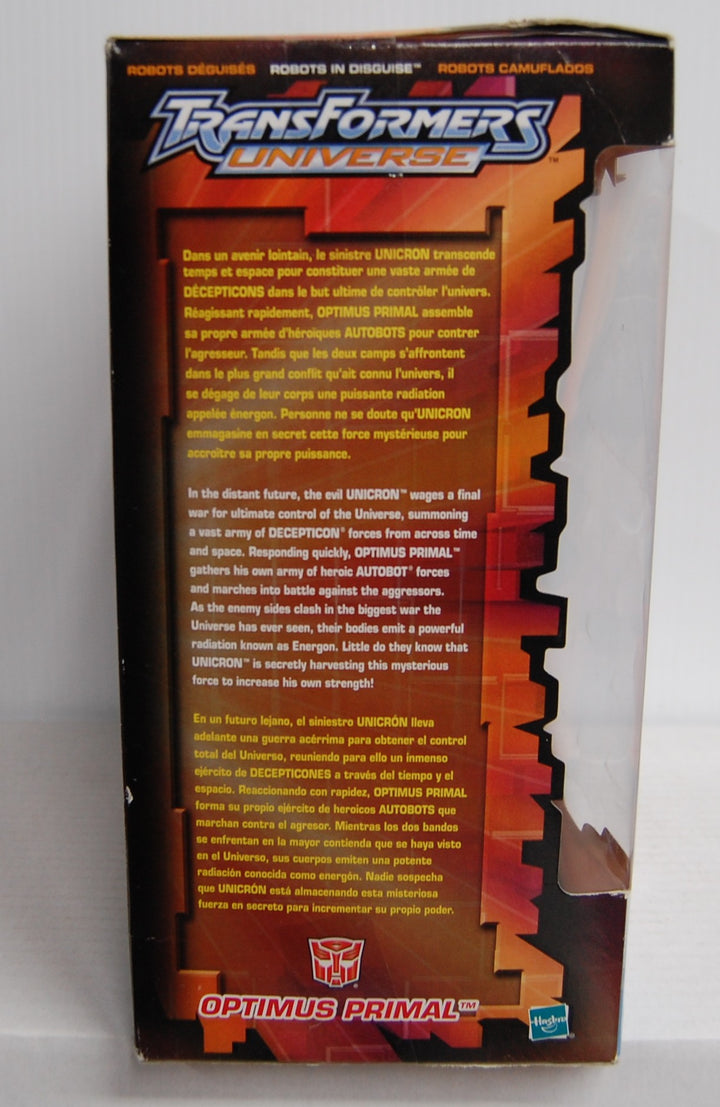 ROBOTS DÉGUISÉS ROBOTS IN DISGUISE™ ROBOTS CAMUFLADOS
TRANSFORMERS
UNIVERSE™
Dans un avenir lointain, le sinistre UNICRON transcende
temps et espace pour constituer une vaste armée de
DÉCEPTICONS dans le but ultime de contrôler l'univers.
Réagissant rapidement, OPTIMUS PRIMAL assemble
sa propre armée d'héroïques AUTOBOTS pour contrer
l'agresseur. Tandis que les deux camps s'affrontent
dans le plus grand conflit qu'ait connu l'univers, il
se dégage de leur corps une puissante radiation
appelée énergon. Personne ne se doute qu'UNICRON
emmagasine en secret cette force mystérieuse pour
accroître sa propre puissance.
In the distant future, the evil UNICRON™ wages a final
war for ultimate control of the Universe, summoning
a vast army of DECEPTICON® forces from across time
and space. Responding quickly, OPTIMUS PRIMAL™
gathers his own army of heroic AUTOBOT® forces
and marches into battle against the aggressors.
As the enemy sides clash in the biggest war the
Universe has ever seen, their bodies emit a powerful
radiation known as Energon. Little do they know that
UNICRON™ is secretly harvesting this mysterious
force to increase his own strength!
En un futuro lejano, el siniestro UNICRÓN lleva
adelante una guerra acérrima para obtener el control
total del Universo, reuniendo para ello un inmenso
ejército de DECEPTICONES a través del tiempo y el
espacio. Reaccionando con rapidez, OPTIMUS PRIMAL
forma su propio ejército de heroicos AUTOBOTS que
marchan contra el agresor. Mientras los dos bandos
se enfrentan en la mayor contienda que se haya visto
en el Universo, sus cuerpos emiten una potente
radiación conocida como energón. Nadie sospecha
que UNICRÓN está almacenando esta misteriosa
fuerza en secreto para incrementar su propio poder.
OPTIMUS PRIMAL™
Hasbro®